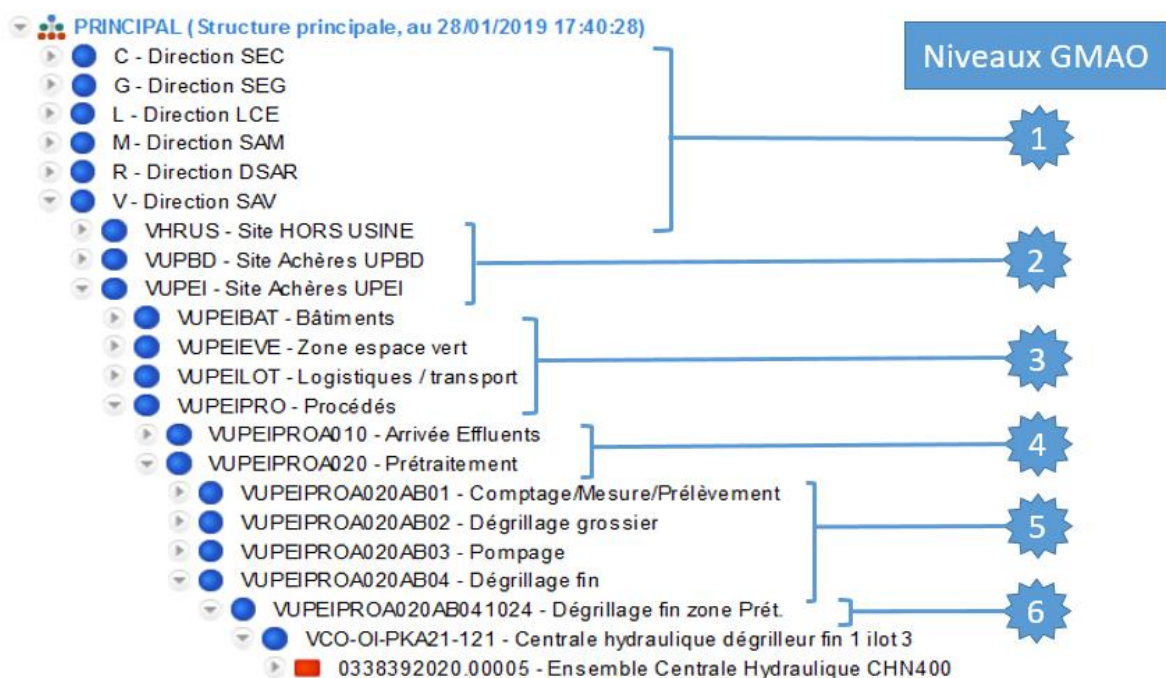 PRINCIPAL (Structure principale, au 28/01/2019 17:40:28)
Niveaux GMAO
C - Direction SEC
G - Direction SEG
L - Direction LCE
1
M - Direction SAM
R - Direction DSAR
V - Direction SAV
VHRUS - Site HORS USINE
VUPBD - Site Achères UPBD
2
VUPEI - Site Achères UPEI
VUPEIBAT - Bâtiments
VUPEIEVE - Zone espace vert
3
VUPEILOT - Logistiques / transport
VUPEIPRO - Procédés
VUPEIPROA010 - Arrivée Effluents
4
VUPEIPROA020 - Prétraitement
VUPEIPROA020AB01 - Comptage/Mesure/Prélèvement
VUPEIPROA020AB02 - Dégrillage grossier
5
VUPEIPROA020AB03 - Pompage
VUPEIPROA020AB04 - Dégrillage fin
VUPEIPROA020AB041024 - Dégrillage fin zone Prét.
6
VCO-OI-PKA21-121 - Centrale hydraulique dégrilleur fin 1 ilot 3
0338392020.00005 - Ensemble Centrale Hydraulique CHN400